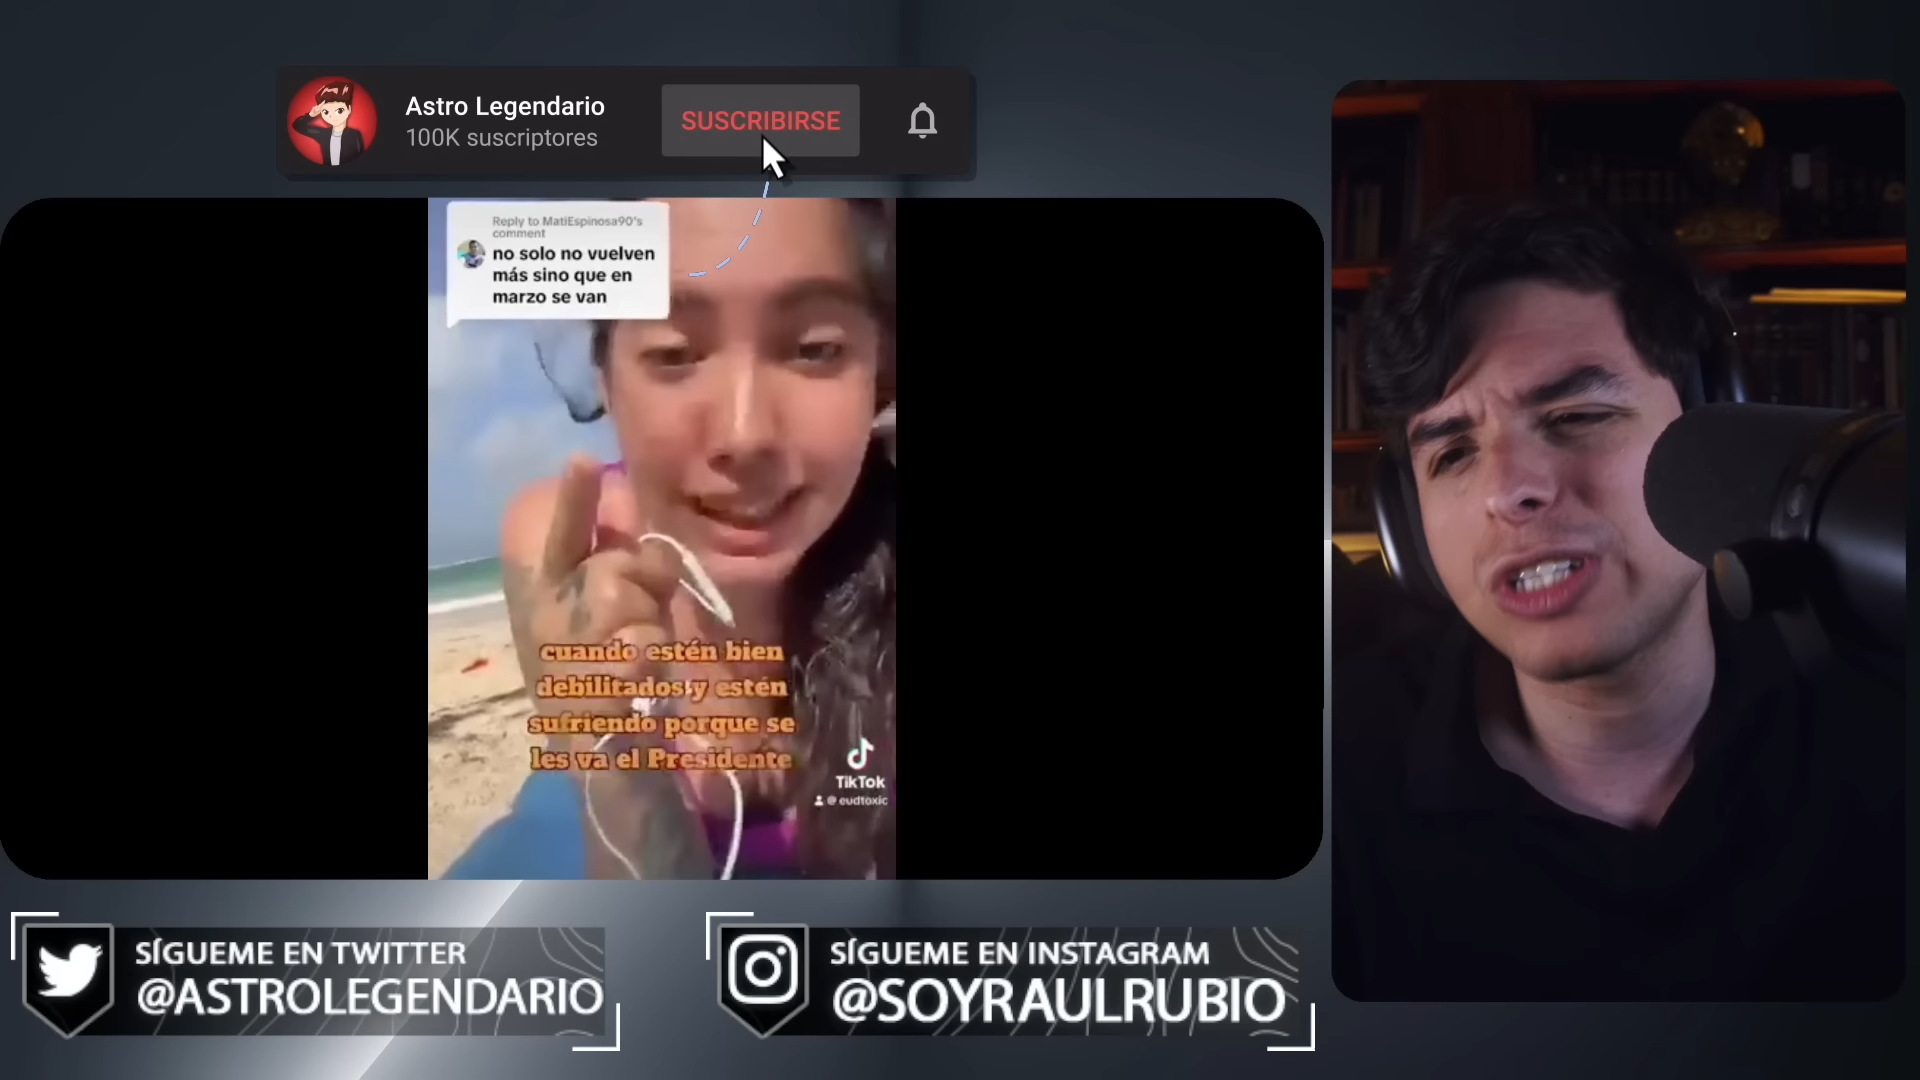 Astro Legendario
100K suscriptores
SUSCRIBIRSE
Reply to MatiEspinosa90's
comment
no solo no vuelven
más sino que en
marzo se van
cuando estén bien
debilitados y estén
sufriendo porque se
les va el Presidente
TikTok
@eudtoxic
SÍGUEME EN TWITTER
@ASTROLEGENDARIO
SÍGUEME EN INSTAGRAM
@SOYRAULRUBIO